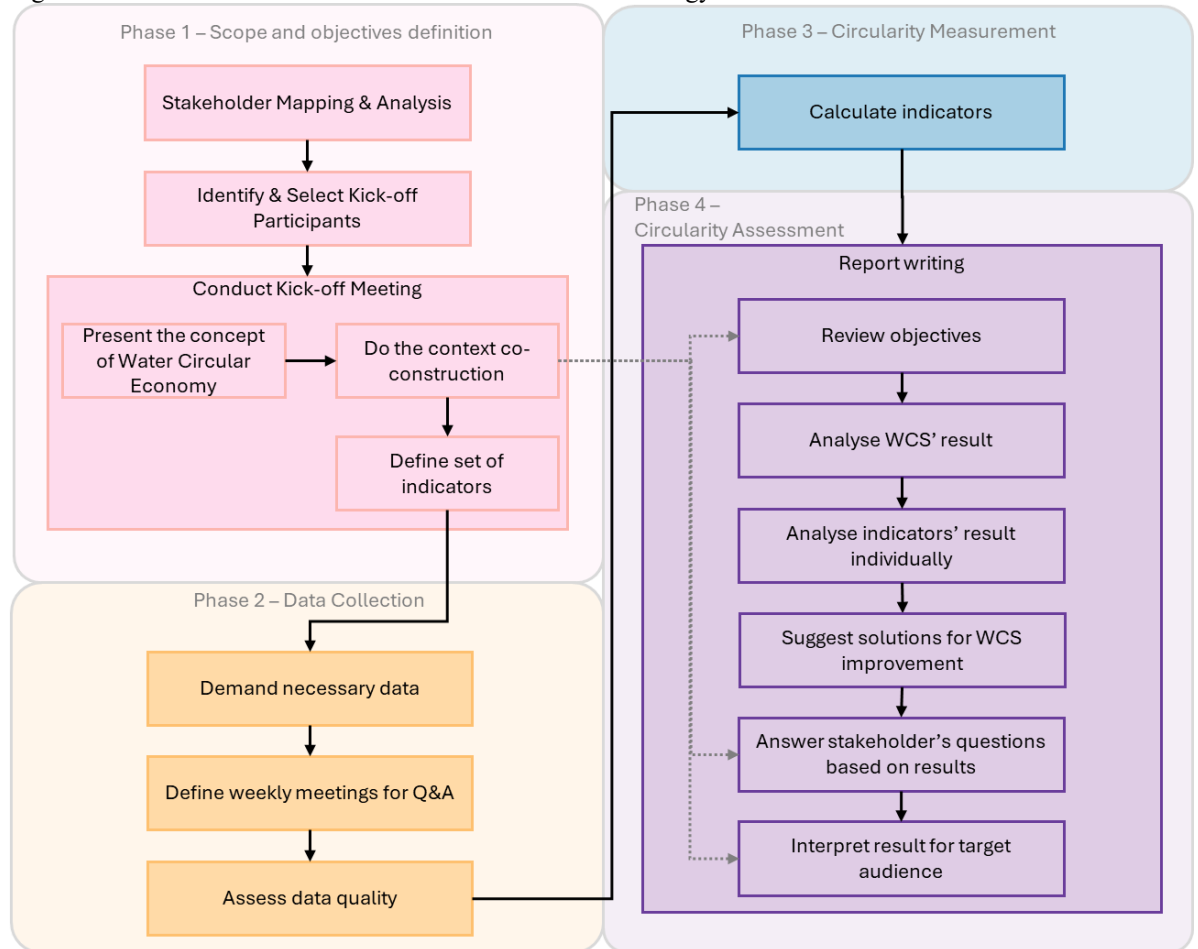 Phase 1 – Scope and objectives definition
Stakeholder Mapping & Analysis
Identify & Select Kick-off
Participants
Conduct Kick-off Meeting
Present the concept
of Water Circular
Economy
Do the context co-
construction
Define set of
indicators
Phase 2 – Data Collection
Demand necessary data
Define weekly meetings for Q&A
Assess data quality
Phase 3 – Circularity Measurement
Calculate indicators
Phase 4 –
Circularity Assessment
Report writing
Review objectives
Analyse WCS’ result
Analyse indicators’ result
individually
Suggest solutions for WCS
improvement
Answer stakeholder’s questions
based on results
Interpret result for target
audience